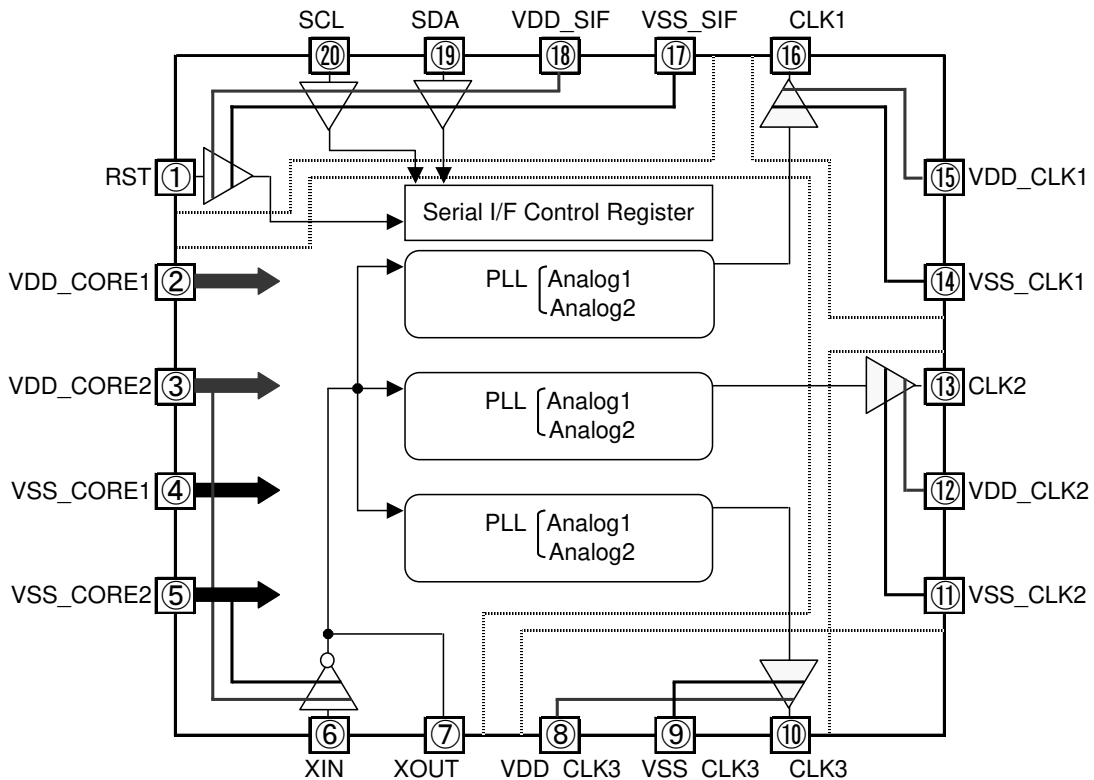 SCL SDA VDD_SIF VSS_SIF CLK1
⑳ ⑲ ⑱ ⑰ ⑯
RST ① ⑮ VDD_CLK1
Serial I/F Control Register
VDD_CORE1 ② PLL Analog1 ⑭ VSS_CLK1
Analog2
VDD_CORE2 ③ PLL Analog1 ⑬ CLK2
Analog2
VSS_CORE1 ④ ⑫ VDD_CLK2
PLL Analog1
Analog2
VSS_CORE2 ⑤ ⑪ VSS_CLK2
⑥ ⑦ ⑧ ⑨ ⑩
XIN XOUT VDD_CLK3 VSS_CLK3 CLK3